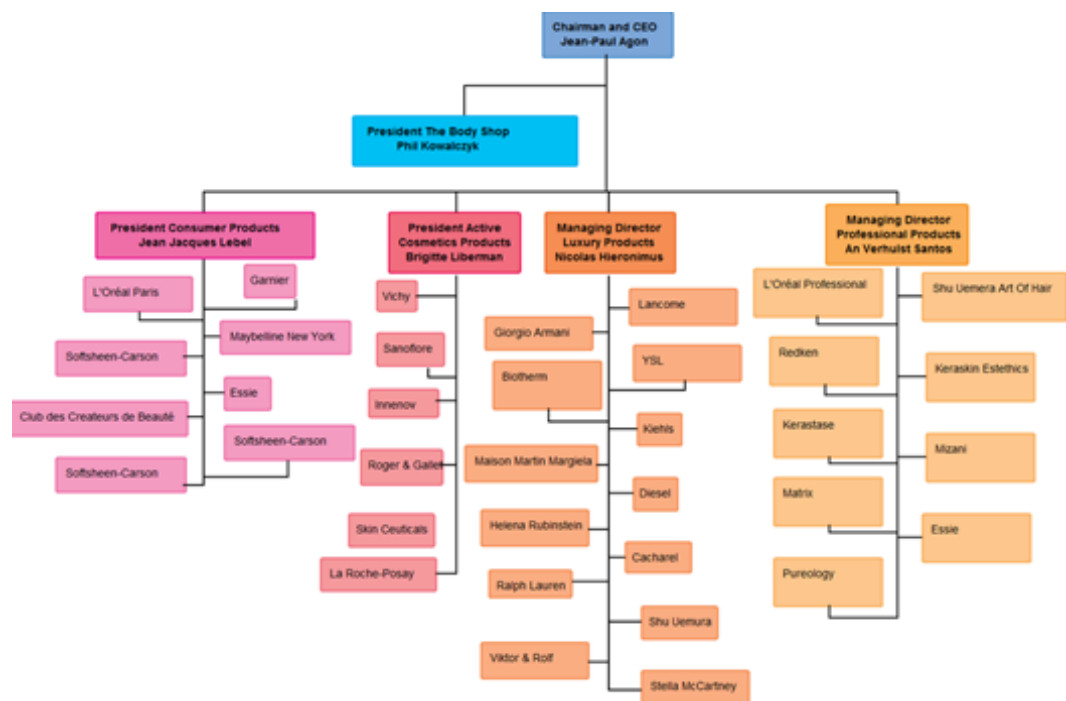 Chairman and CEO
Jean-Paul Agon
President The Body Shop
Phil Kowalczyk
President Consumer Products
Jean Jacques Lebel
L'Oréal Paris
Garnier
Maybelline New York
Softsheen-Carson
Essie
Club des Createurs de Beauté
Softsheen-Carson
Softsheen-Carson
President Active
Cosmetics Products
Brigitte Liberman
Vichy
Sanoflore
Innenov
Roger & Gallet
Skin Ceuticals
La Roche-Posay
Managing Director
Luxury Products
Nicolas Hieronimus
Lancome
Giorgio Armani
YSL
Biotherm
Kiehls
Maison Martin Margiela
Diesel
Helena Rubinstein
Cacharel
Ralph Lauren
Shu Uemura
Viktor & Rolf
Stella McCartney
Managing Director
Professional Products
An Verhulst Santos
L'Oréal Professional
Shu Uemera Art Of Hair
Redken
Keraskin Estethics
Kerastase
Mizani
Matrix
Essie
Pureology